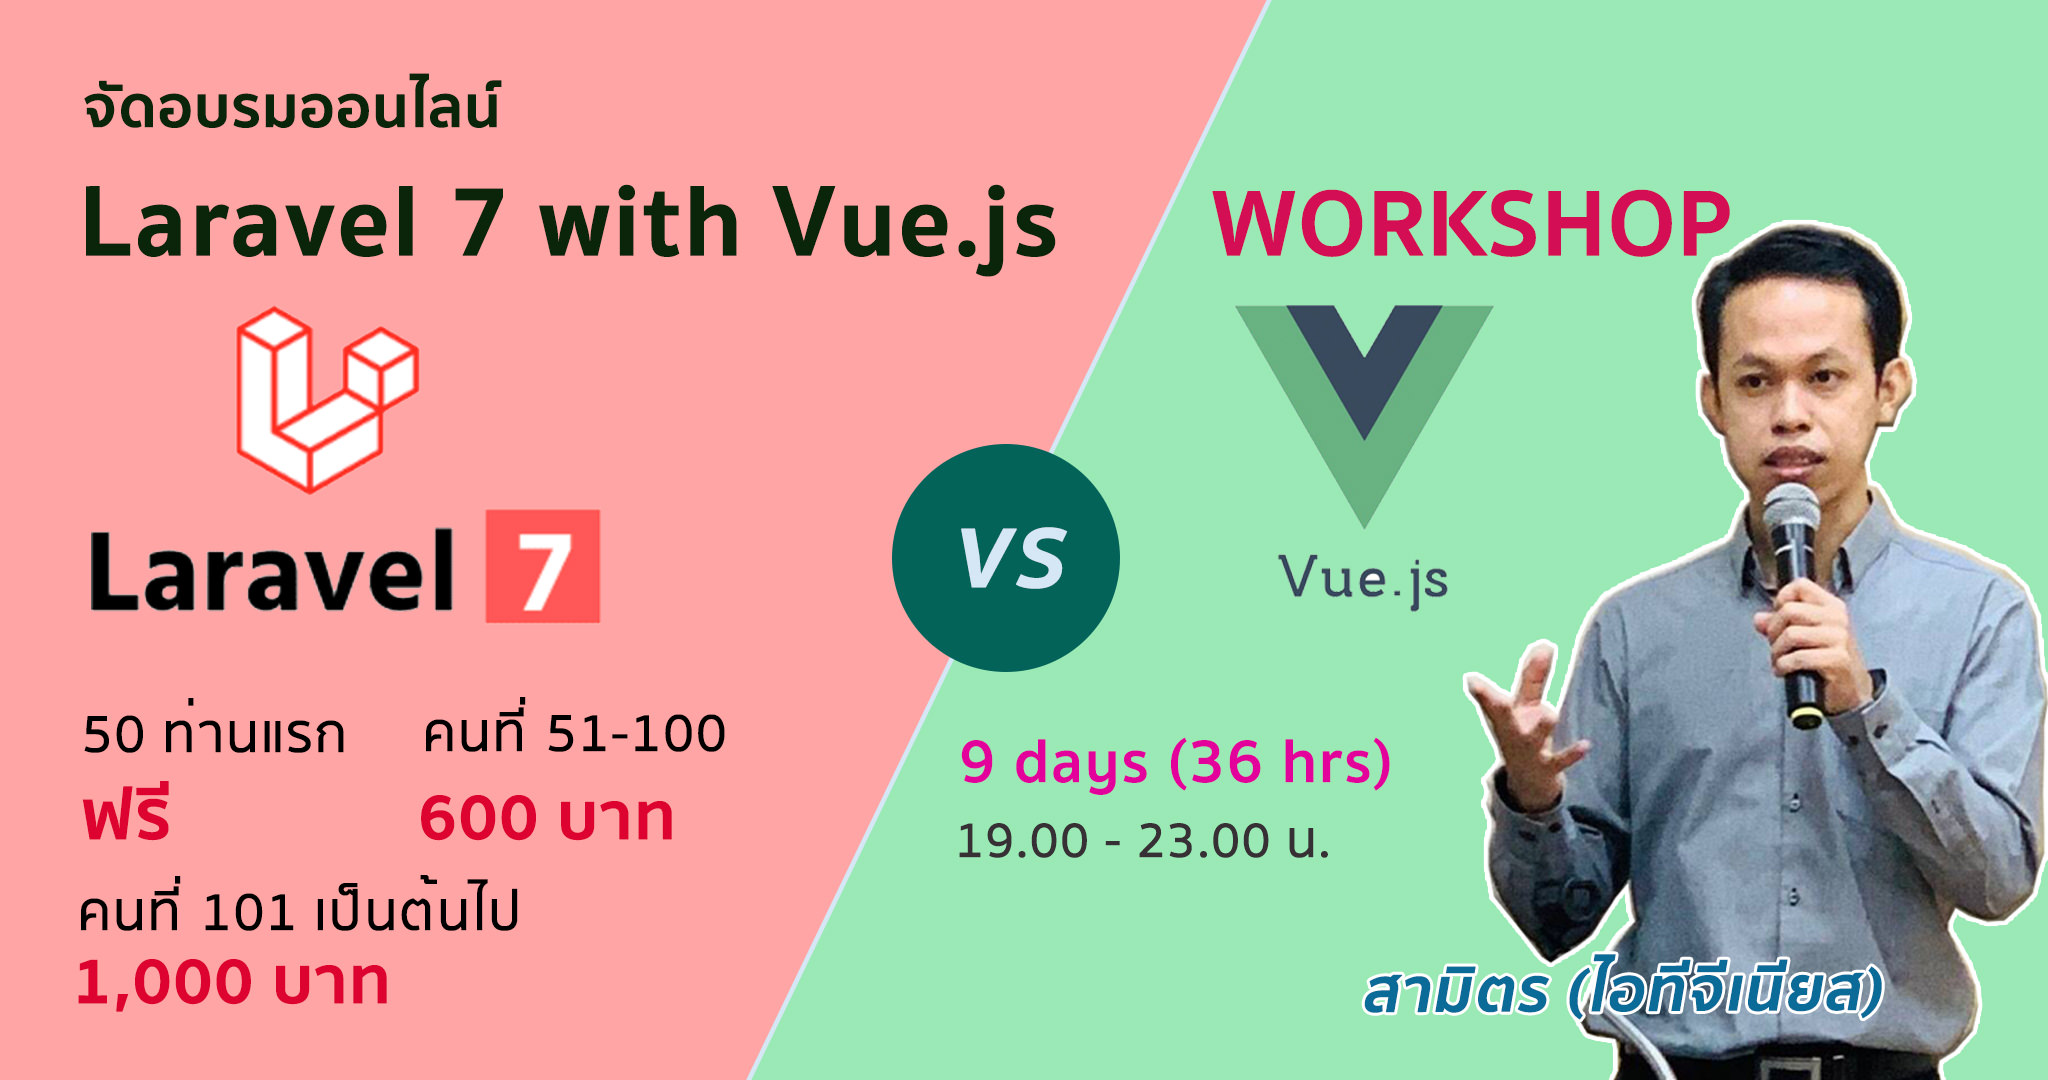 จัดอบรมออนไลน์
Laravel 7 with Vue.js
WORKSHOP
Laravel 7
VS
Vue.js
50 ท่านแรก
ฟรี
คนที่ 51-100
600 บาท
คนที่ 101 เป็นต้นไป
1,000 บาท
9 days (36 hrs)
19.00 - 23.00 น.
สามิตร (ไอทีจีเนียส)